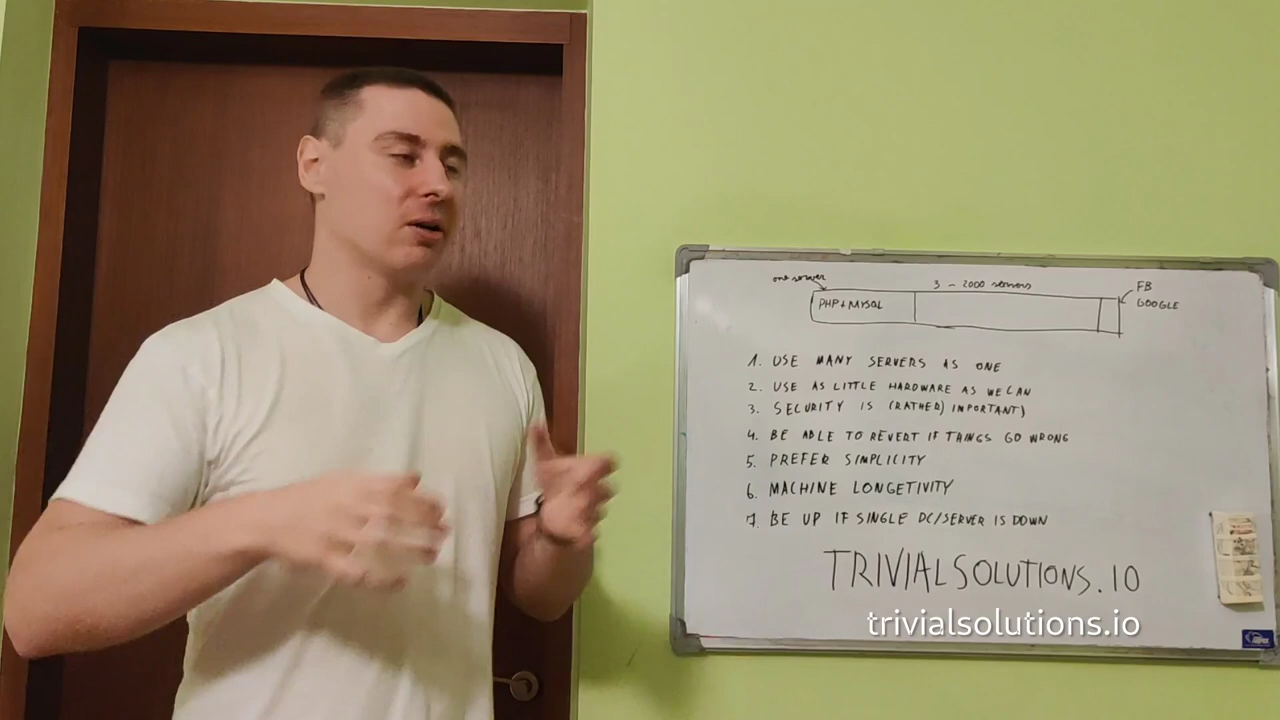 one server
3 - 2000 servers
FB
GOOGLE
PHP+MYSQL
1. USE MANY SERVERS AS ONE
2. USE AS LITTLE HARDWARE AS WE CAN
3. SECURITY IS (RATHER) IMPORTANT)
4. BE ABLE TO REVERT IF THINGS GO WRONG
5. PREFER SIMPLICITY
6. MACHINE LONGETIVITY
7. BE UP IF SINGLE DC/SERVER IS DOWN
TRIVIALSOLUTIONS.IO
trivialsolutions.io